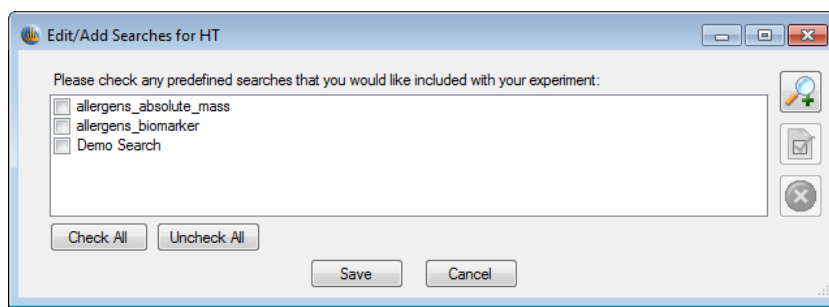 Edit/Add Searches for HT
Please check any predefined searches that you would like included with your experiment:
allergens_absolute_mass
allergens_biomarker
Demo Search
Check All Uncheck All
Save Cancel